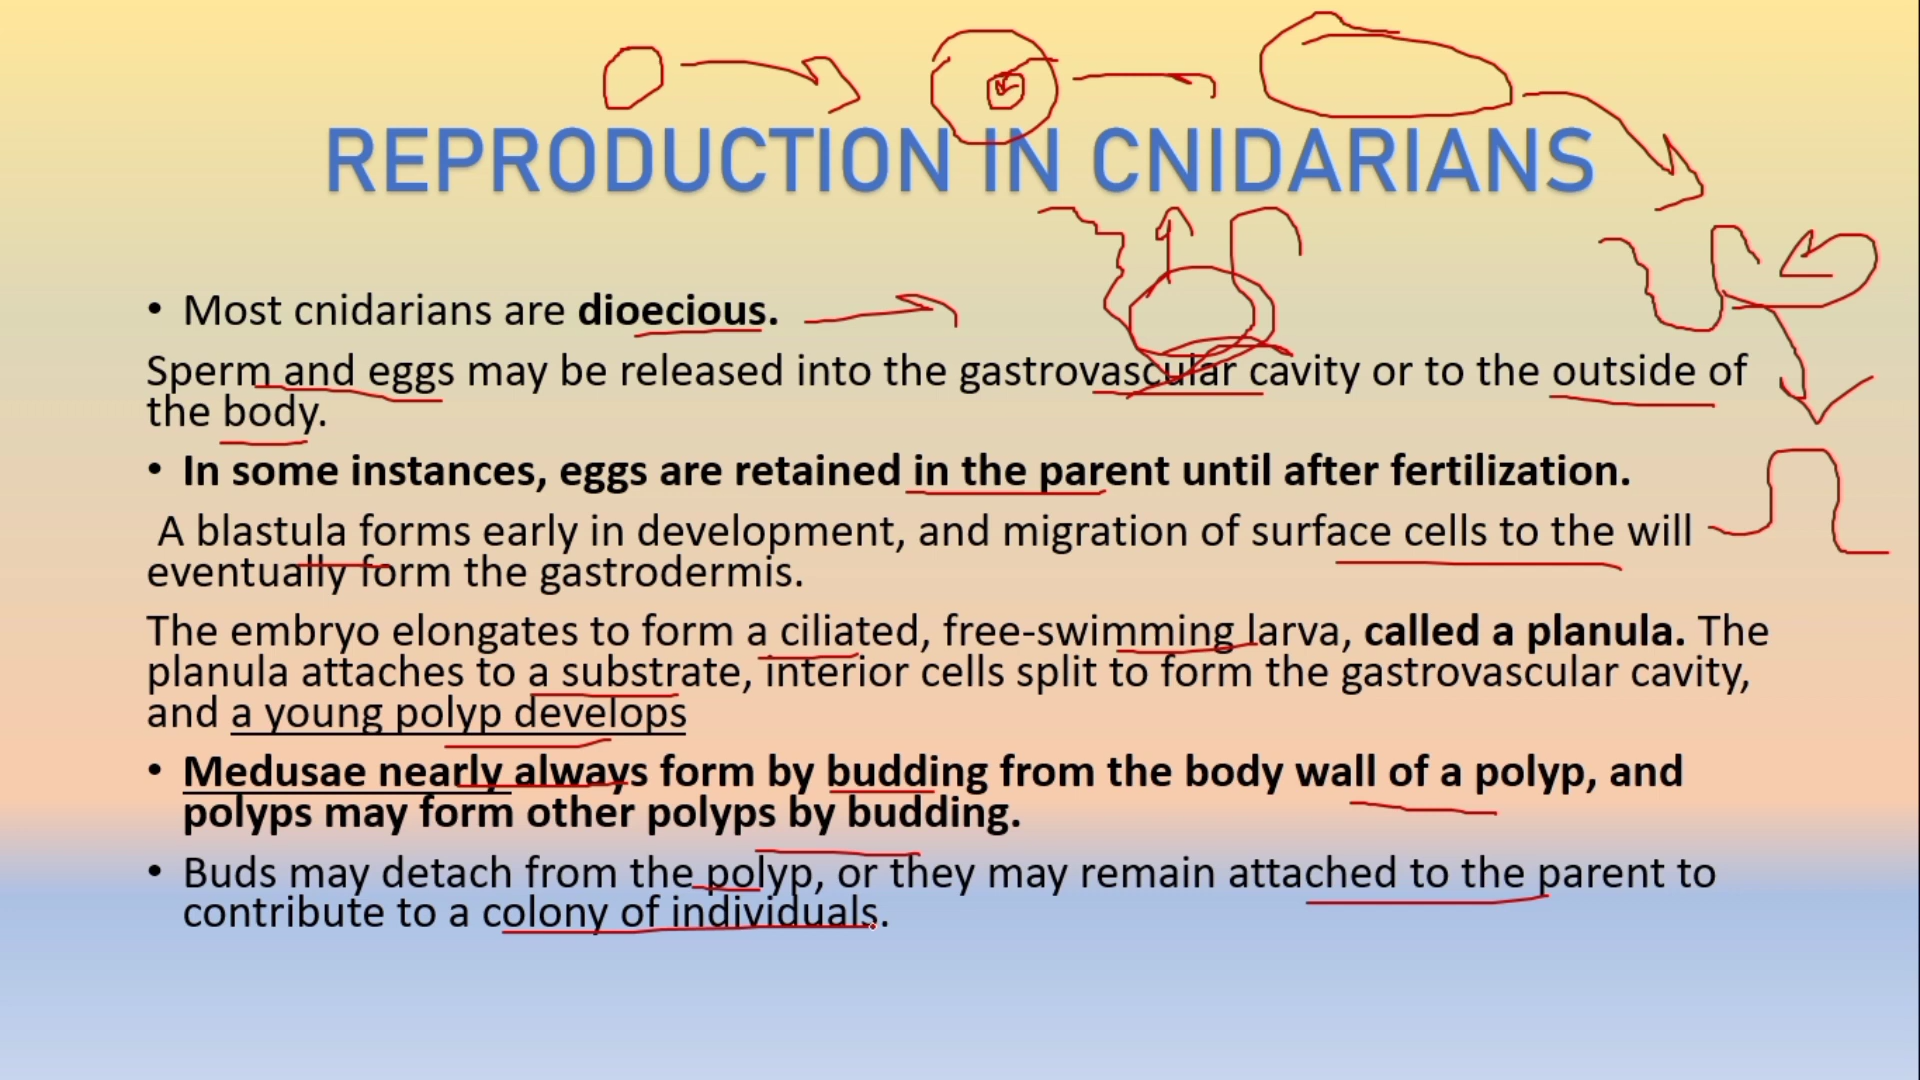 REPRODUCTION IN CNIDARIANS
• Most cnidarians are dioecious.
Sperm and eggs may be released into the gastrovascular cavity or to the outside of
the body.
• In some instances, eggs are retained in the parent until after fertilization.
A blastula forms early in development, and migration of surface cells to the will
eventually form the gastrodermis.
The embryo elongates to form a ciliated, free-swimming larva, called a planula. The
planula attaches to a substrate, interior cells split to form the gastrovascular cavity,
and a young polyp develops
• Medusae nearly always form by budding from the body wall of a polyp, and
polyps may form other polyps by budding.
• Buds may detach from the polyp, or they may remain attached to the parent to
contribute to a colony of individuals.